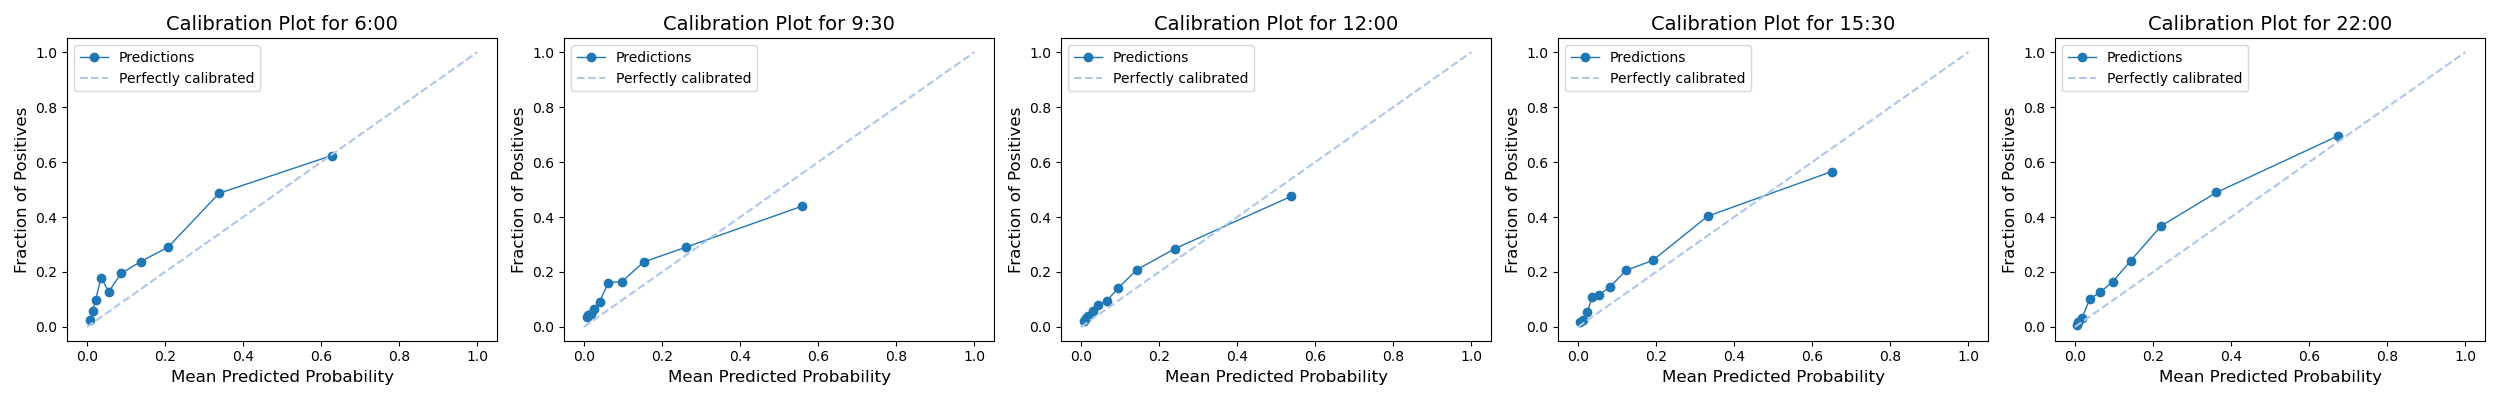 Calibration Plot for 6:00
1.0
0.8
0.6
0.4
0.2
0.0
Fraction of Positives
Predictions
Perfectly calibrated
0.0 0.2 0.4 0.6 0.8 1.0
Mean Predicted Probability
Calibration Plot for 9:30
1.0
0.8
0.6
0.4
0.2
0.0
Fraction of Positives
Predictions
Perfectly calibrated
0.0 0.2 0.4 0.6 0.8 1.0
Mean Predicted Probability
Calibration Plot for 12:00
1.0
0.8
0.6
0.4
0.2
0.0
Fraction of Positives
Predictions
Perfectly calibrated
0.0 0.2 0.4 0.6 0.8 1.0
Mean Predicted Probability
Calibration Plot for 15:30
1.0
0.8
0.6
0.4
0.2
0.0
Fraction of Positives
Predictions
Perfectly calibrated
0.0 0.2 0.4 0.6 0.8 1.0
Mean Predicted Probability
Calibration Plot for 22:00
1.0
0.8
0.6
0.4
0.2
0.0
Fraction of Positives
Predictions
Perfectly calibrated
0.0 0.2 0.4 0.6 0.8 1.0
Mean Predicted Probability